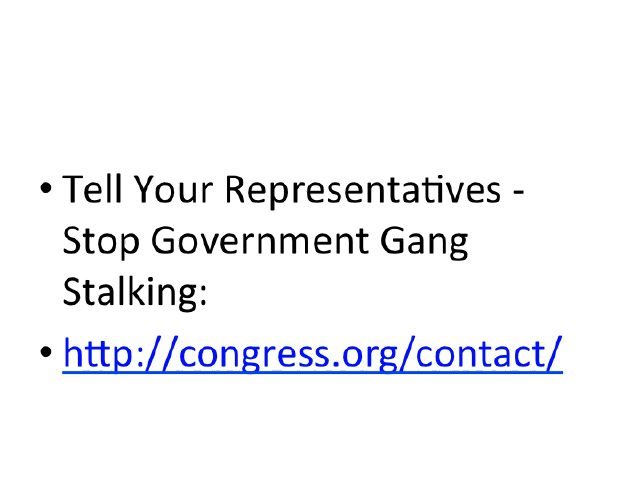 • Tell Your Representatives -
Stop Government Gang
Stalking:
• http://congress.org/contact/